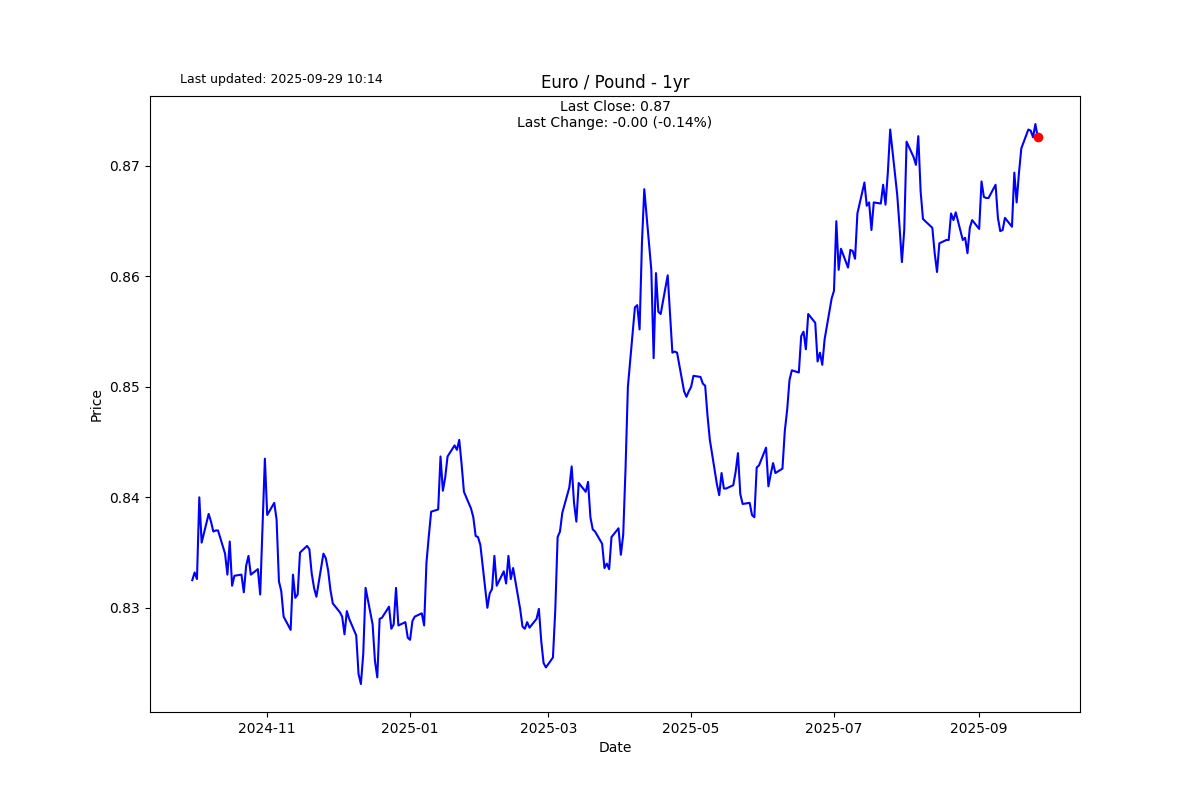 Last updated: 2025-09-29 10:14
Euro / Pound - 1yr
Last Close: 0.87
Last Change: -0.00 (-0.14%)
Price
0.87
0.86
0.85
0.84
0.83
2024-11
2025-01
2025-03
2025-05
2025-07
2025-09
Date